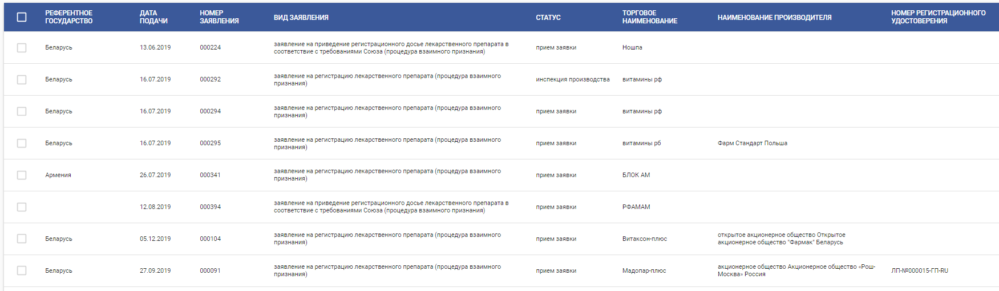 РЕФЕРЕНТНОЕ ГОСУДАРСТВО ДАТА ПОДАЧИ НОМЕР ЗАЯВЛЕНИЯ ВИД ЗАЯВЛЕНИЯ СТАТУС ТОРГОВОЕ НАИМЕНОВАНИЕ НАИМЕНОВАНИЕ ПРОИЗВОДИТЕЛЯ НОМЕР РЕГИСТРАЦИОННОГО УДОСТОВЕРЕНИЯ
Беларусь 13.06.2019 000224 заявление на приведение регистрационного досье лекарственного препарата в соответствие с требованиями Союза (процедура взаимного признания) прием заявки Ношпа
Беларусь 16.07.2019 000292 заявление на регистрацию лекарственного препарата (процедура взаимного признания) инспекция производства витамины рф
Беларусь 16.07.2019 000294 заявление на регистрацию лекарственного препарата (процедура взаимного признания) прием заявки витамины рф
Беларусь 16.07.2019 000295 заявление на регистрацию лекарственного препарата (процедура взаимного признания) прием заявки витамины рб Фарм Стандарт Польша
Армения 26.07.2019 000341 заявление на регистрацию лекарственного препарата (процедура взаимного признания) прием заявки БЛОК АМ
12.08.2019 000394 заявление на приведение регистрационного досье лекарственного препарата в соответствие с требованиями Союза (процедура взаимного признания) прием заявки РФАМАМ
Беларусь 05.12.2019 000104 заявление на регистрацию лекарственного препарата (процедура взаимного признания) прием заявки Витаксон-плюс открытое акционерное общество Открытое акционерное общество "Фармак" Беларусь
Беларусь 27.09.2019 000091 заявление на регистрацию лекарственного препарата (процедура взаимного признания) прием заявки Мадопар-плюс акционерное общество Акционерное общество «Рош-Москва» Россия ЛП-№000015-ГП-RU